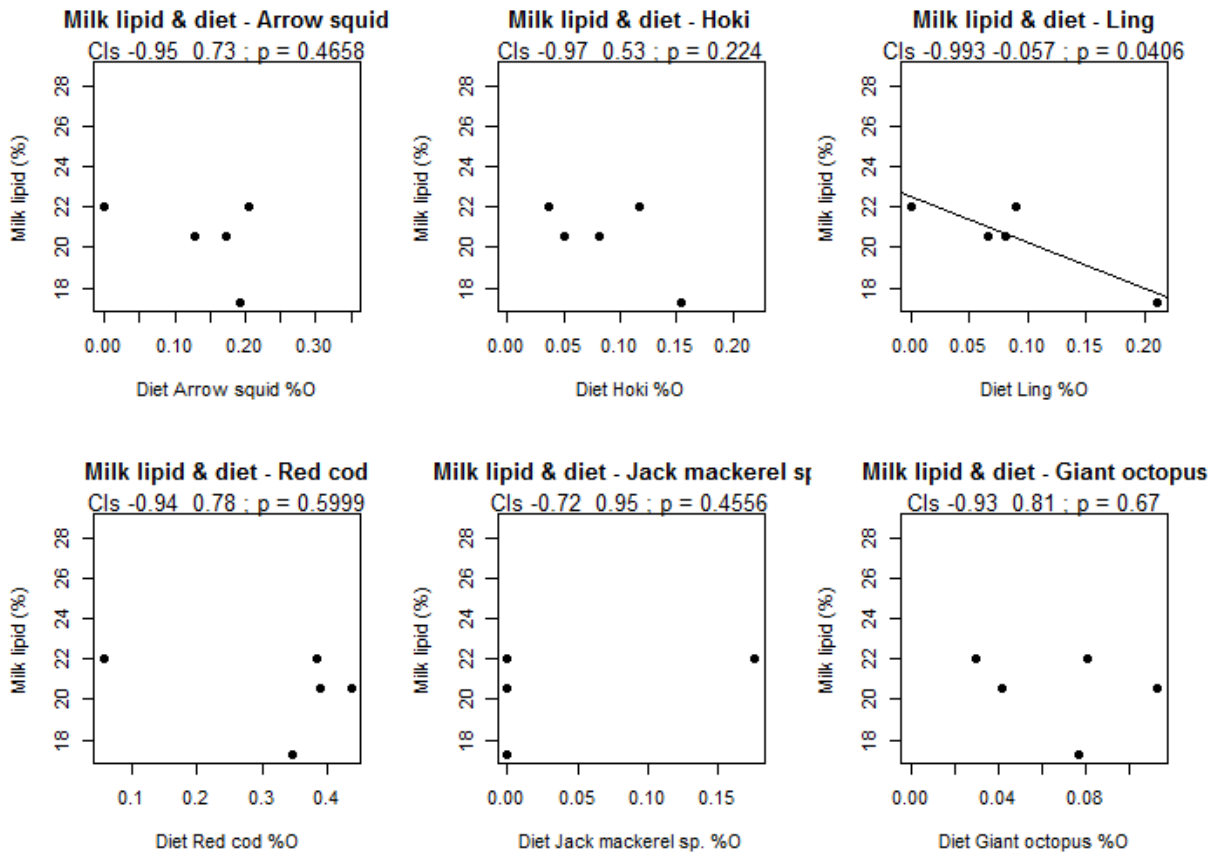 Milk lipid & diet - Arrow squid
CIs -0.95 0.73 ; p = 0.4658
28
26
24
22
20
18
Milk lipid (%)
0.00 0.10 0.20 0.30
Diet Arrow squid %O
Milk lipid & diet - Hoki
CIs -0.97 0.53 ; p = 0.224
28
26
24
22
20
18
Milk lipid (%)
0.00 0.05 0.10 0.15 0.20
Diet Hoki %O
Milk lipid & diet - Ling
CIs -0.993 -0.057 ; p = 0.0406
28
26
24
22
20
18
Milk lipid (%)
0.00 0.05 0.10 0.15 0.20
Diet Ling %O
Milk lipid & diet - Red cod
CIs -0.94 0.78 ; p = 0.5999
28
26
24
22
20
18
Milk lipid (%)
0.1 0.2 0.3 0.4
Diet Red cod %O
Milk lipid & diet - Jack mackerel sp
CIs -0.72 0.95 ; p = 0.4556
28
26
24
22
20
18
Milk lipid (%)
0.00 0.05 0.10 0.15
Diet Jack mackerel sp. %O
Milk lipid & diet - Giant octopus
CIs -0.93 0.81 ; p = 0.67
28
26
24
22
20
18
Milk lipid (%)
0.00 0.04 0.08
Diet Giant octopus %O